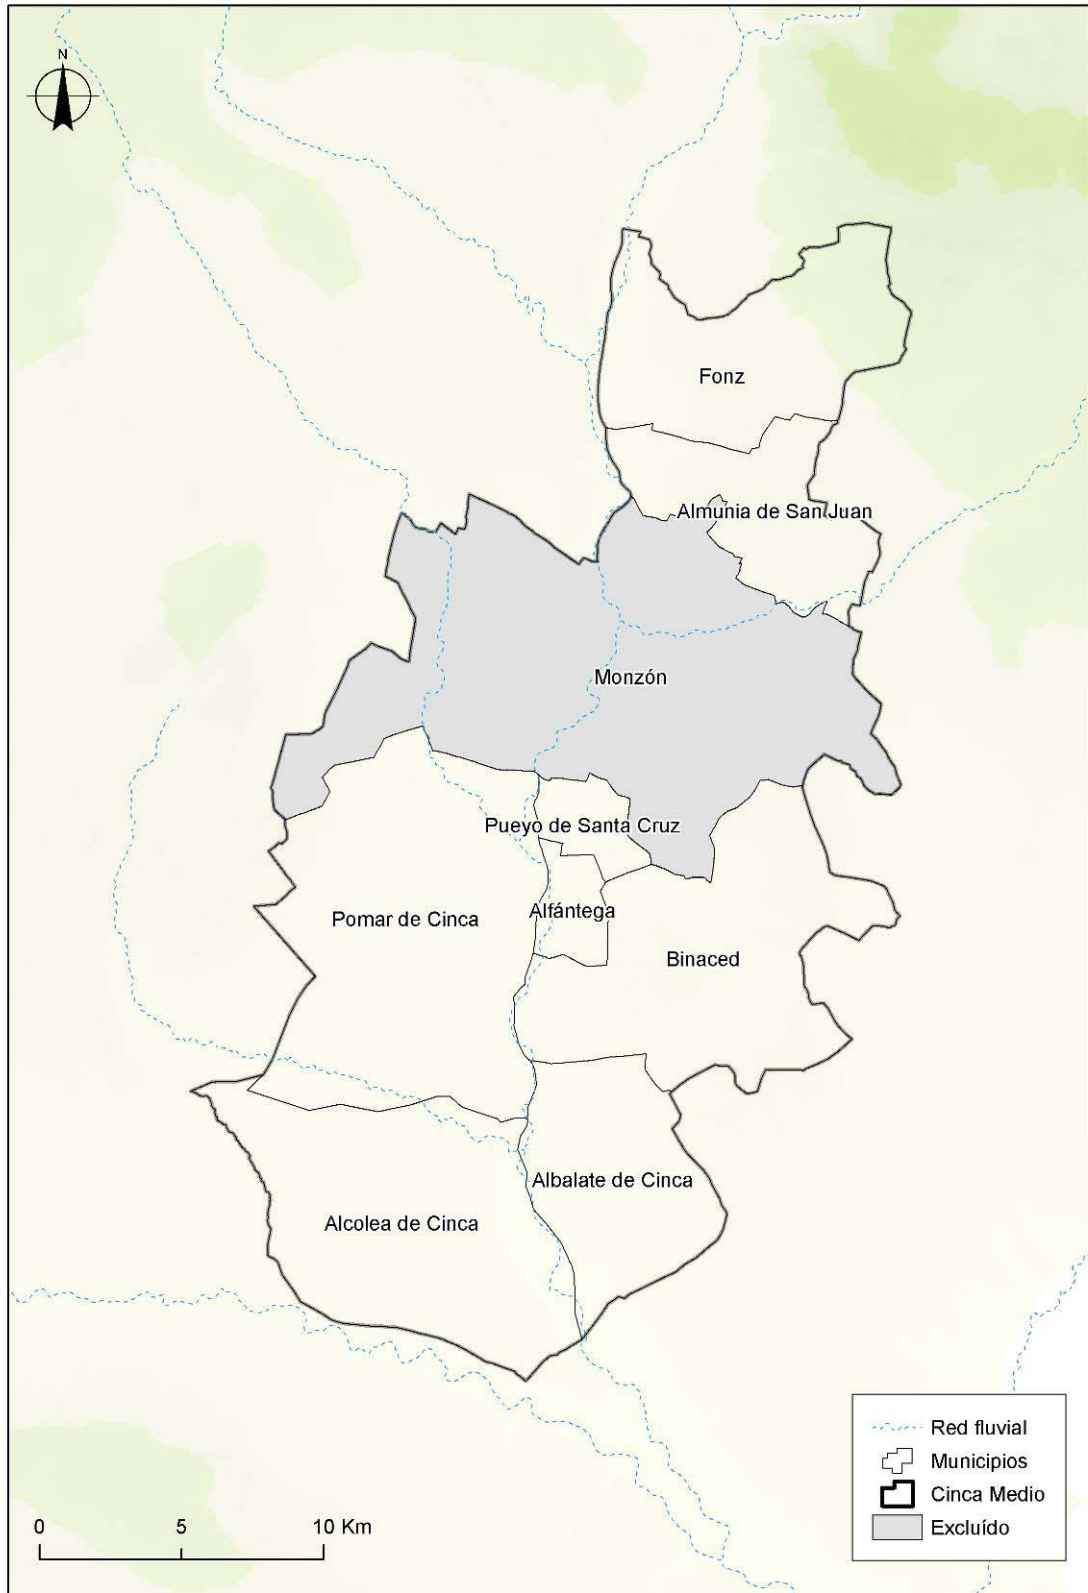 N
Fonz
Almunia de San Juan
Monzón
Pueyo de Santa Cruz
Alfántega
Pomar de Cinca
Binaced
Albalate de Cinca
Alcolea de Cinca
Red fluvial
Municipios
Cinca Medio
Excluído
0 5 10 Km